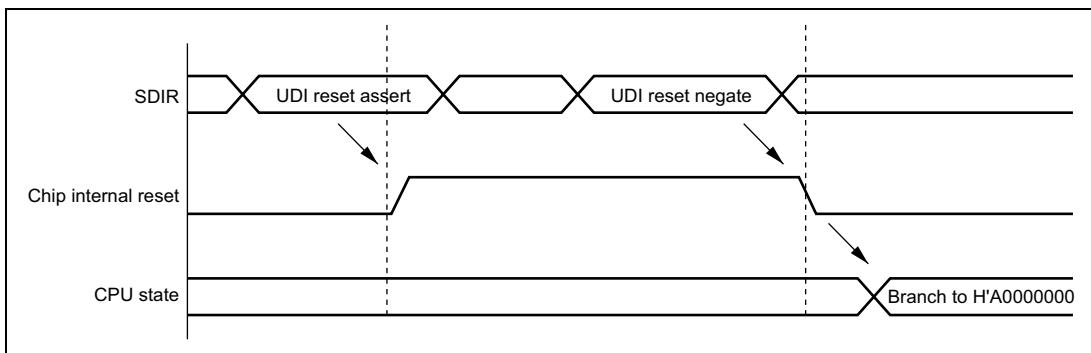 SDIR
UDI reset assert
UDI reset negate
Chip internal reset
CPU state
Branch to H'A0000000